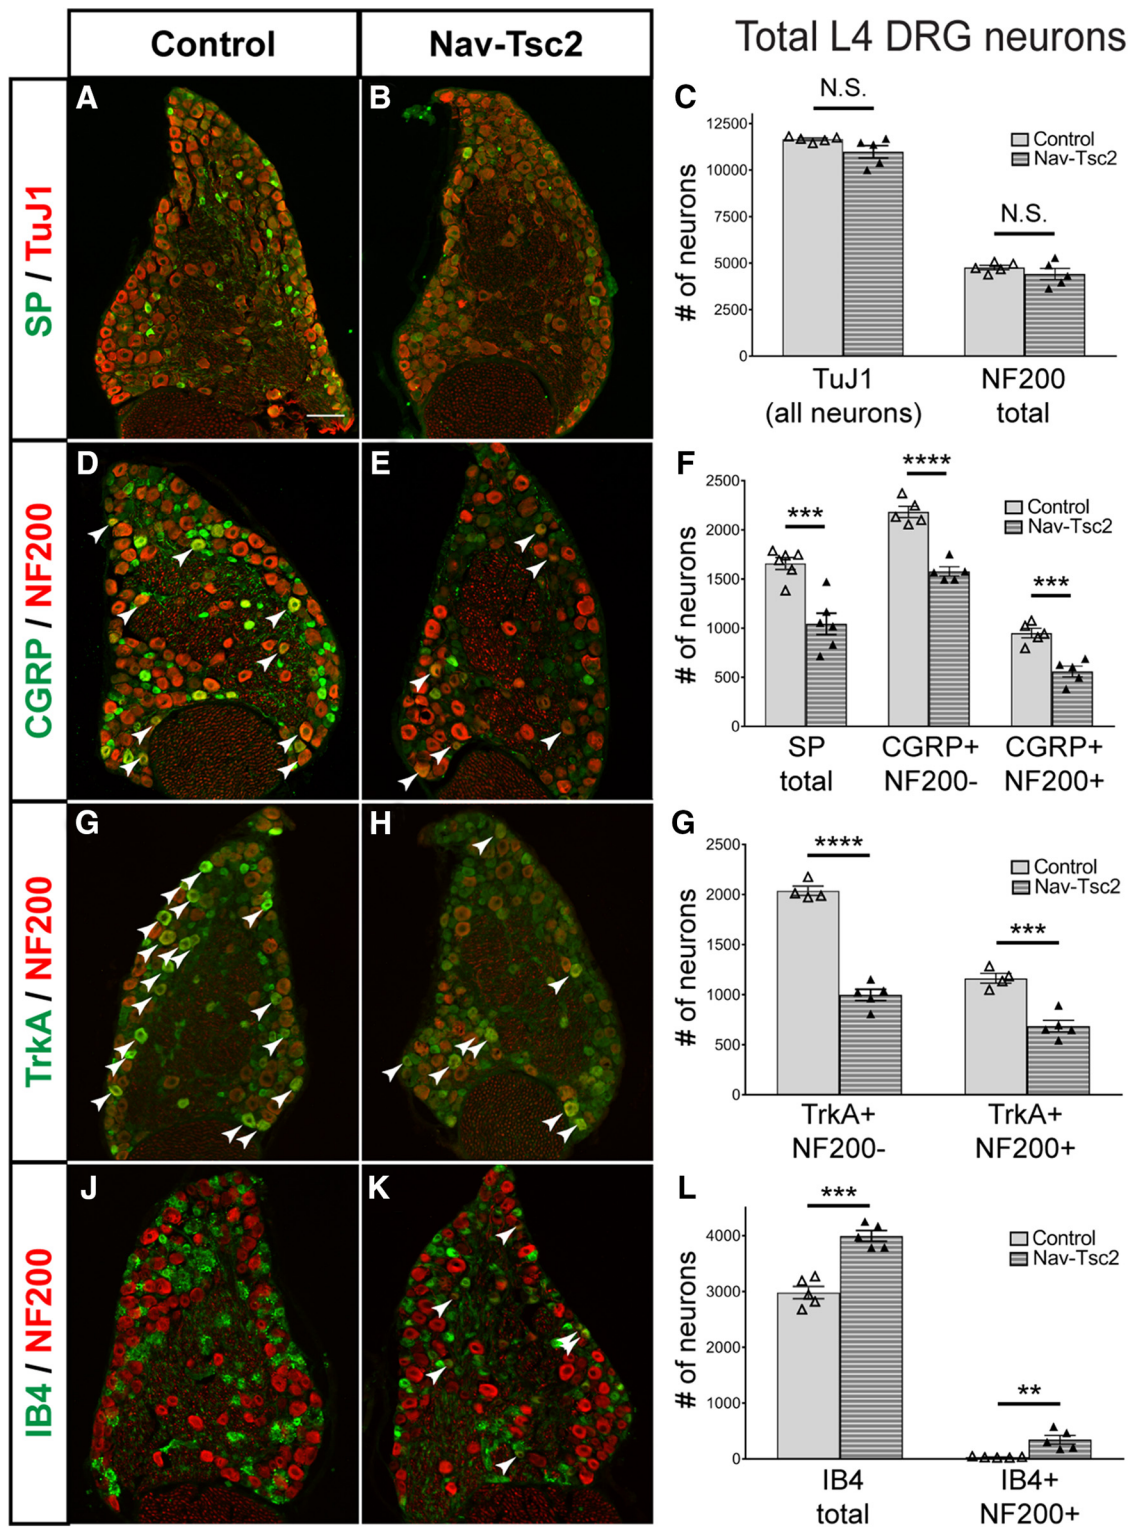 Control
Nav-Tsc2
Total L4 DRG neurons
SP / TuJ1
A
B
C
N.S.
12500
10000
7500
5000
2500
0
# of neurons
Control
Nav-Tsc2
N.S.
TuJ1
(all neurons)
NF200
total
CGRP / NF200
D
E
F
2500
2000
1500
1000
500
0
# of neurons
***
****
***
Control
Nav-Tsc2
SP
total
CGRP+
NF200-
CGRP+
NF200+
TrkA / NF200
G
H
G
2500
2000
1500
1000
500
0
# of neurons
****
***
Control
Nav-Tsc2
TrkA+
NF200-
TrkA+
NF200+
IB4 / NF200
J
K
L
4000
3000
2000
1000
0
# of neurons
***
**
Control
Nav-Tsc2
IB4
total
IB4+
NF200+